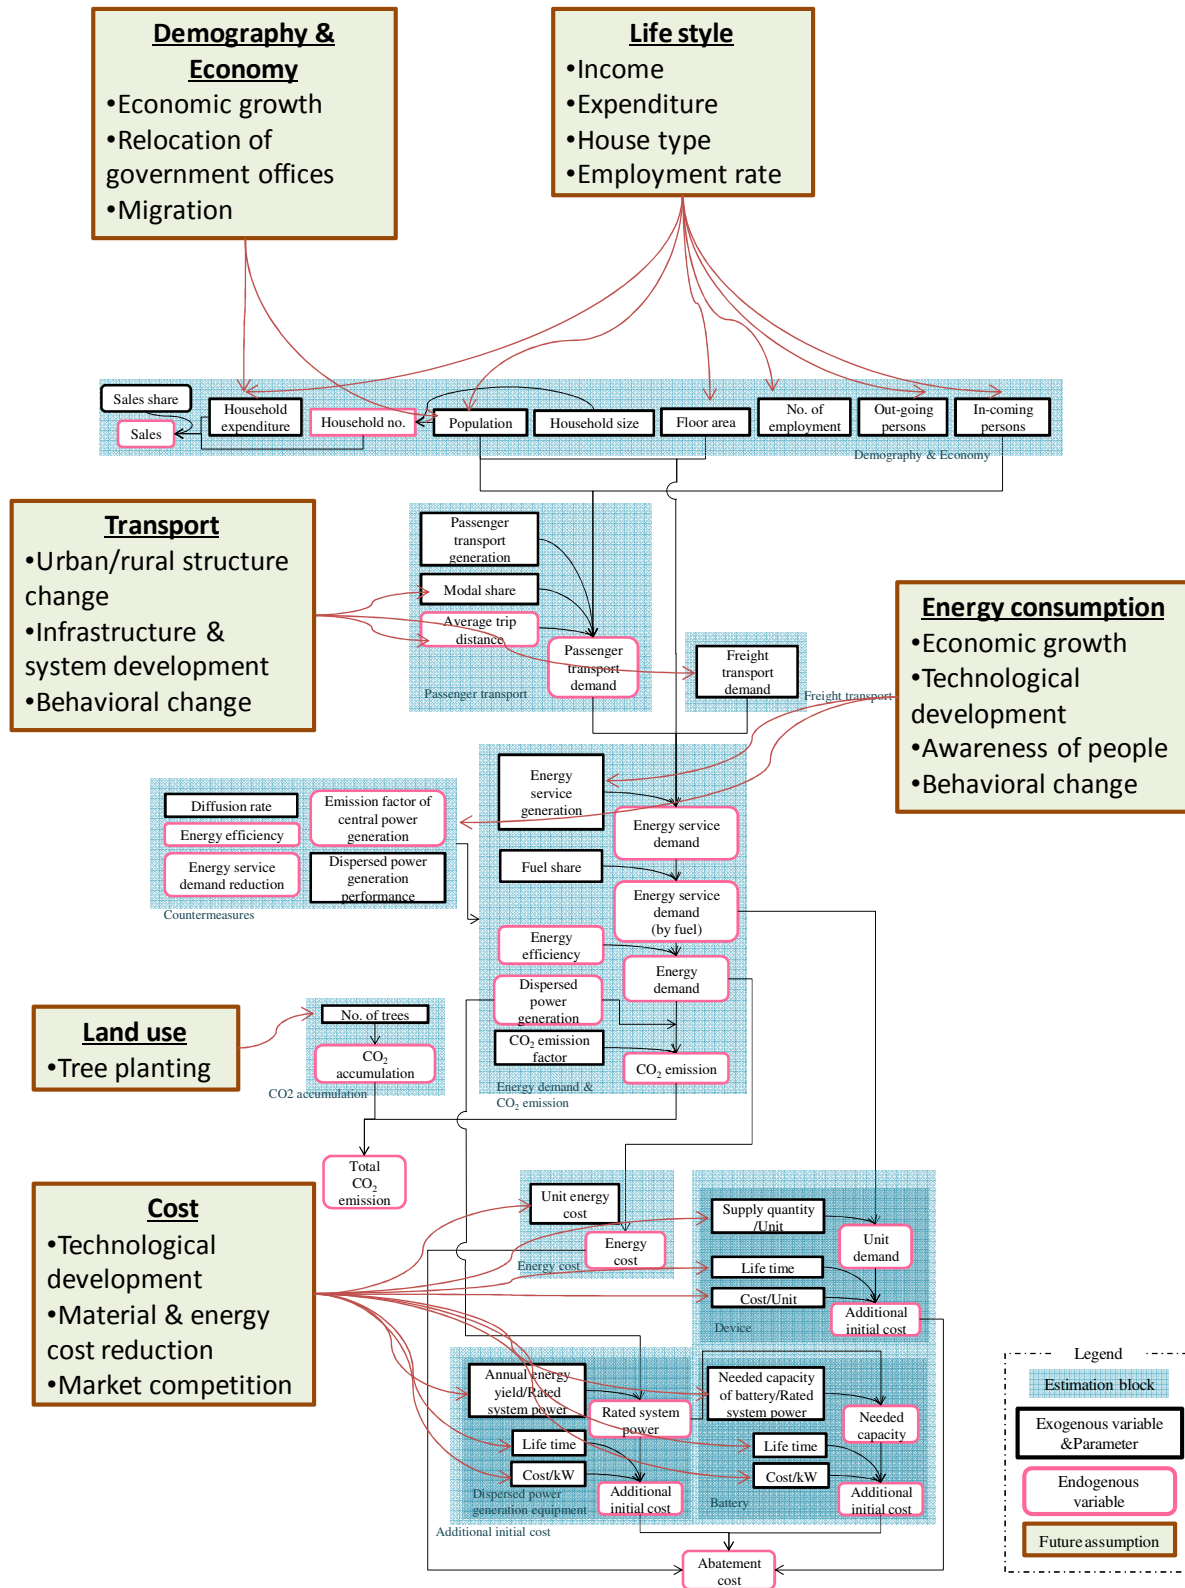 Demography &
Economy
•Economic growth
•Relocation of
government offices
•Migration
Life style
•Income
•Expenditure
•House type
•Employment rate
Sales share
Sales
Household
expenditure
Household no.
Population
Household size
Floor area
No. of
employment
Out-going
persons
In-coming
persons
Demography & Economy
Transport
•Urban/rural structure
change
•Infrastructure &
system development
•Behavioral change
Passenger
transport
generation
Modal share
Average trip
distance
Passenger
transport
demand
Passenger transport
Freight
transport
demand
Freight transport
Energy consumption
•Economic growth
•Technological
development
•Awareness of people
•Behavioral change
Diffusion rate
Energy efficiency
Energy service
demand reduction
Emission factor of
central power
generation
Dispersed power
generation
performance
Countermeasures
Energy
service
generation
Energy service
demand
Fuel share
Energy service
demand
(by fuel)
Energy
efficiency
Energy
demand
Dispersed
power
generation
CO2 emission
factor
CO2 emission
Energy demand &
CO2 emission
Land use
•Tree planting
No. of trees
CO2
accumulation
CO2 accumulation
Total
CO2
emission
Cost
•Technological
development
•Material & energy
cost reduction
•Market competition
Unit energy
cost
Energy
cost
Energy cost
Supply quantity
/Unit
Unit
demand
Life time
Cost/Unit
Additional
initial cost
Device
Annual energy
yield/Rated
system power
Rated system
power
Life time
Cost/kW
Additional
initial cost
Dispersed power
generation equipment
Additional initial cost
Needed capacity
of battery/Rated
system power
Needed
capacity
Life time
Cost/kW
Additional
initial cost
Battery
Abatement
cost
Legend
Estimation block
Exogenous variable
&Parameter
Endogenous
variable
Future assumption